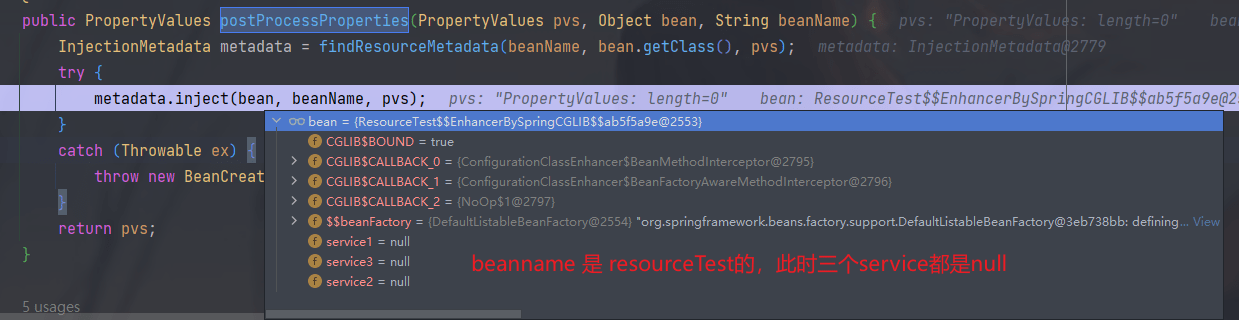 public PropertyValues postProcessProperties(PropertyValues pvs, Object bean, String beanName) { pvs: "PropertyValues: length=0" bean
InjectionMetadata metadata = findResourceMetadata(beanName, bean.getClass(), pvs); metadata: InjectionMetadata@2779
try {
metadata.inject(bean, beanName, pvs); pvs: "PropertyValues: length=0" bean: ResourceTest$$EnhancerBySpringCGLIB$$ab5f5a9e@25
bean = {ResourceTest$$EnhancerBySpringCGLIB$$ab5f5a9e@2553}
}
CGLIB$BOUND = true
catch (Throwable ex) {
CGLIB$CALLBACK_0 = {ConfigurationClassEnhancer$BeanMethodInterceptor@2795}
throw new BeanCreat
CGLIB$CALLBACK_1 = {ConfigurationClassEnhancer$BeanFactoryAwareMethodInterceptor@2796}
}
CGLIB$CALLBACK_2 = {NoOp$1@2797}
return pvs;
$$beanFactory = {DefaultListableBeanFactory@2554} "org.springframework.beans.factory.support.DefaultListableBeanFactory@3eb738bb: defining... View
}
service1 = null
service3 = null
beanname 是 resourceTest的，此时三个service都是null
service2 = null
5 usages